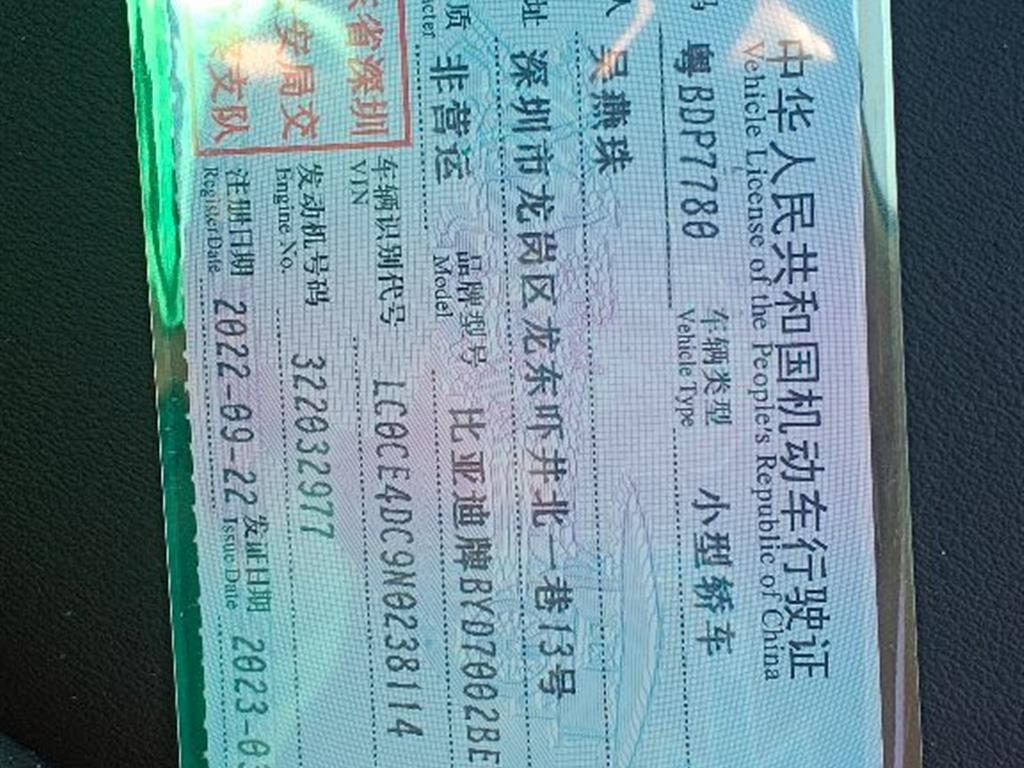 中华人民共和国机动车行驶证
Vehicle License of the People's Republic of China
粤BDP7780 车辆类型 小型轿车
Vehicle Type
吴燕珠
址 深圳市龙岗区龙东吓井北一巷13号
质 非营运 品牌型号 比亚迪牌BYD7002BE
acter Model
省深圳
安局交
支队
车辆识别代号 LC0CE4DC9N0238114
VIN
发动机号码 322032977
Engine No.
注册日期 2022-09-22 发证日期 2023-0
Register Date Issue Date